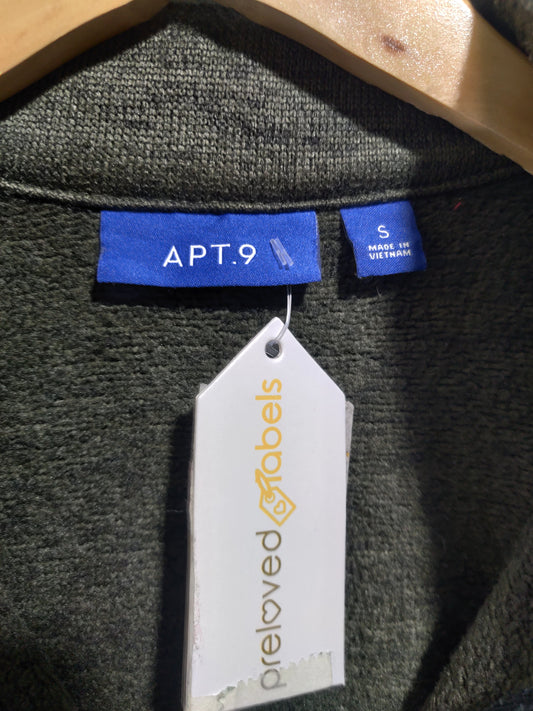 APT.9
S
MADE IN
VIETNAM
preloved labels